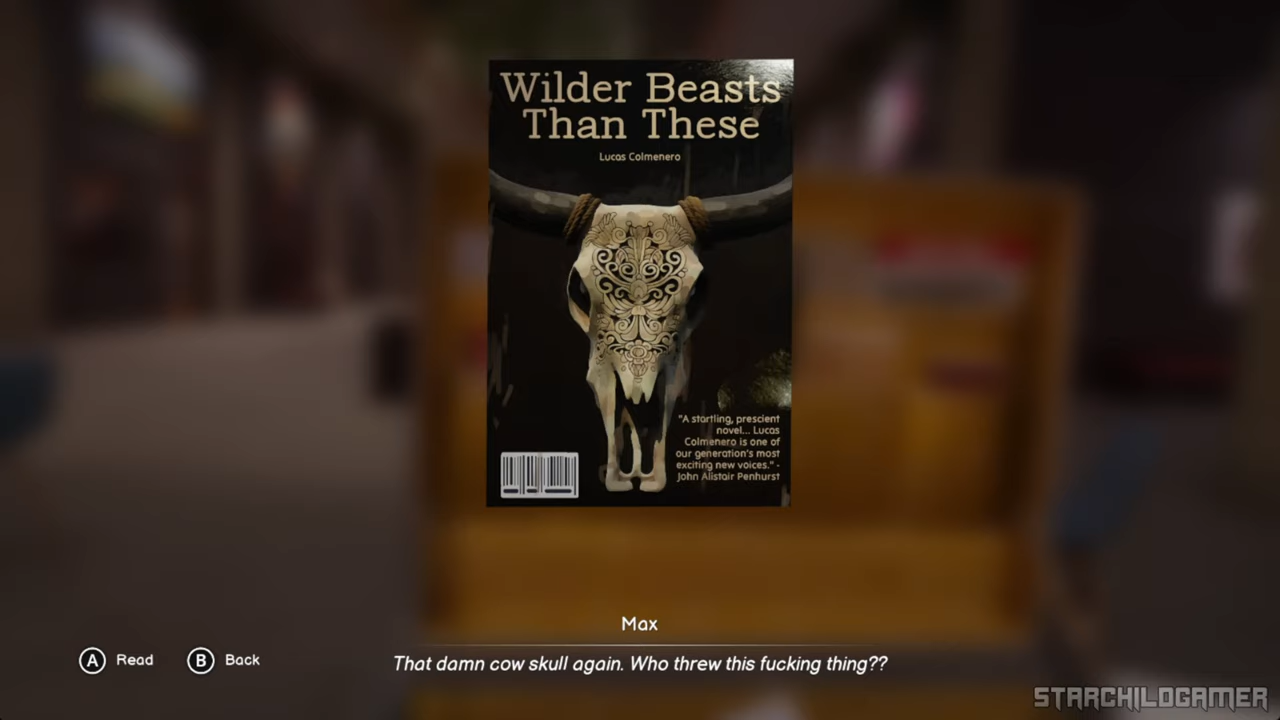 Wilder Beasts
Than These
Lucas Colmenero
"A startling, prescient
novel... Lucas
Colmenero is one of
our generation's most
exciting new voices." -
John Alistair Penhurst
Max
A Read B Back
That damn cow skull again. Who threw this fucking thing??
STARCHILDGAMER